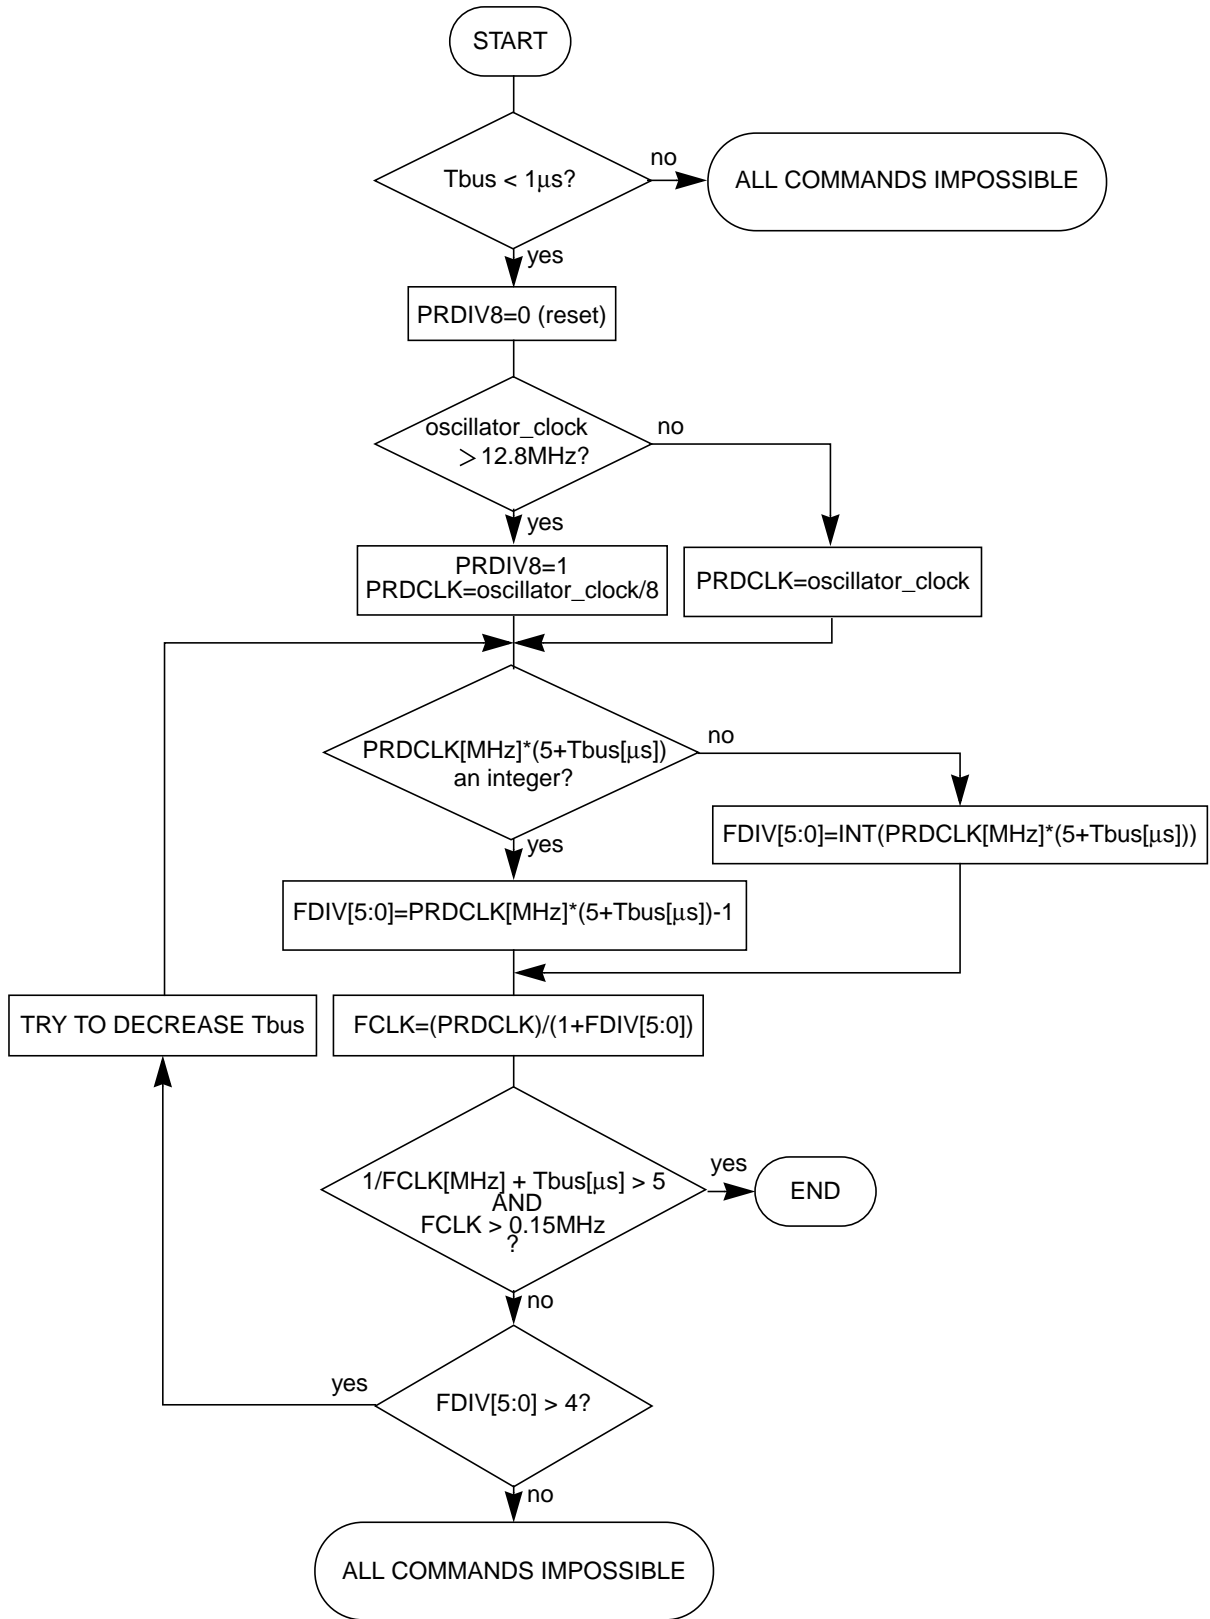 START
Tbus < 1μs?
no
ALL COMMANDS IMPOSSIBLE
yes
PRDIV8=0 (reset)
oscillator_clock
> 12.8MHz?
no
yes
PRDIV8=1
PRDCLK=oscillator_clock/8
PRDCLK=oscillator_clock
PRDCLK[MHz]*(5+Tbus[μs])
an integer?
no
yes
FDIV[5:0]=INT(PRDCLK[MHz]*(5+Tbus[μs]))
FDIV[5:0]=PRDCLK[MHz]*(5+Tbus[μs])-1
TRY TO DECREASE Tbus
FCLK=(PRDCLK)/(1+FDIV[5:0])
1/FCLK[MHz] + Tbus[μs] > 5
AND
FCLK > 0.15MHz
?
yes
END
no
FDIV[5:0] > 4?
yes
no
ALL COMMANDS IMPOSSIBLE